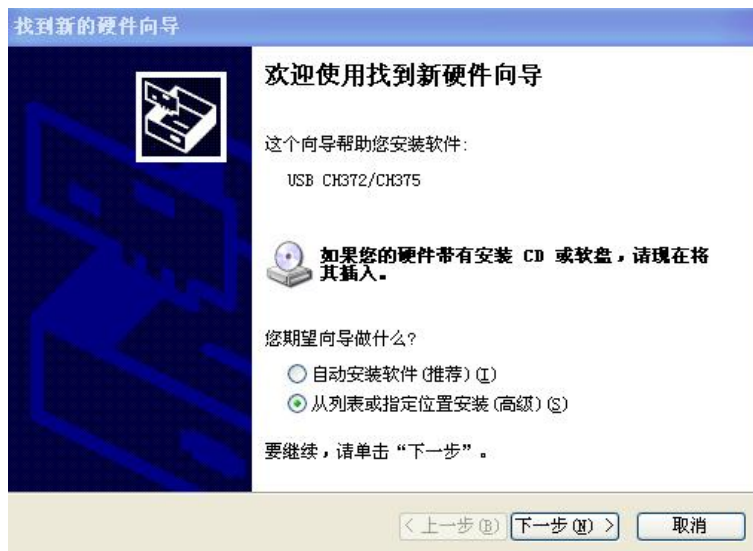 找到新的硬件向导
欢迎使用找到新硬件向导
这个向导帮助您安装软件:
USB CH372/CH375
如果您的硬件带有安装 CD 或软盘，请现在将
其插入。
您期望向导做什么?
自动安装软件(推荐)(I)
从列表或指定位置安装(高级)(S)
要继续，请单击“下一步”。
< 上一步(B) 下一步(N) > 取消